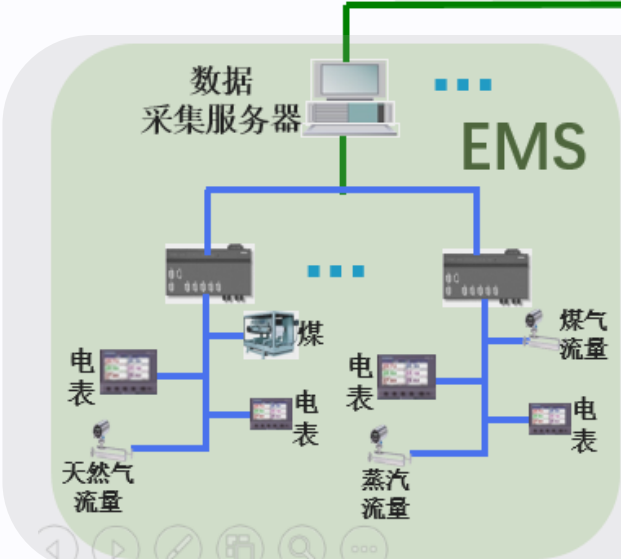 数据
采集服务器
EMS
煤
电
表
电
表
天然气
流量
煤气
流量
电
表
电
表
蒸汽
流量